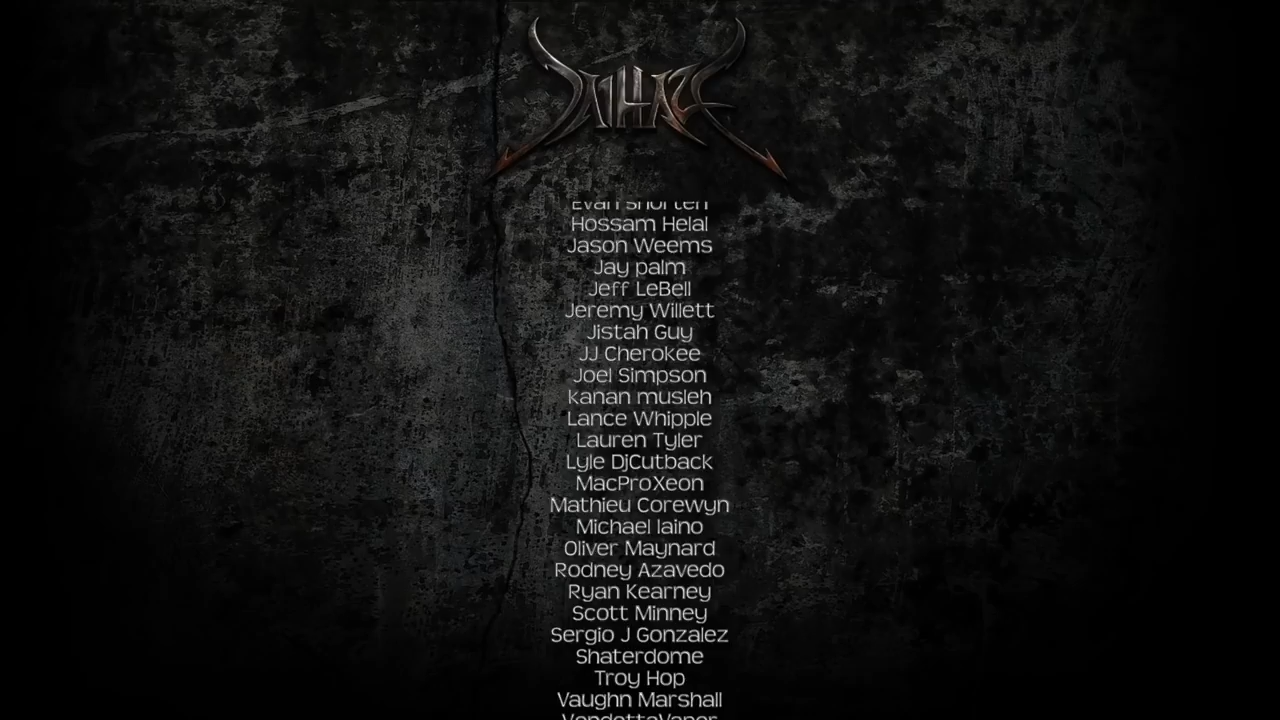 Evan shorten
Hossam Helal
Jason Weems
Jay palm
Jeff LeBell
Jeremy Willett
Jistah Guy
JJ Cherokee
Joel Simpson
kanan musleh
Lance Whipple
Lauren Tyler
Lyle DjCutback
MacProXeon
Mathieu Corewyn
Michael Iaino
Oliver Maynard
Rodney Azavedo
Ryan Kearney
Scott Minney
Sergio J Gonzalez
Shaterdome
Troy Hop
Vaughn Marshall